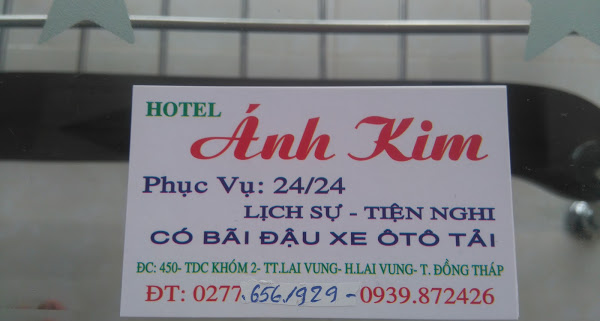 HOTEL
Ánh Kim
Phục Vụ: 24/24
LỊCH SỰ - TIỆN NGHI
CÓ BÃI ĐẬU XE ÔTÔ TẢI
ĐC: 450- TDC KHÓM 2- TT.LAI VUNG- H.LAI VUNG- T. ĐỒNG THÁP
ĐT: 0277.656.1929-0939.872426